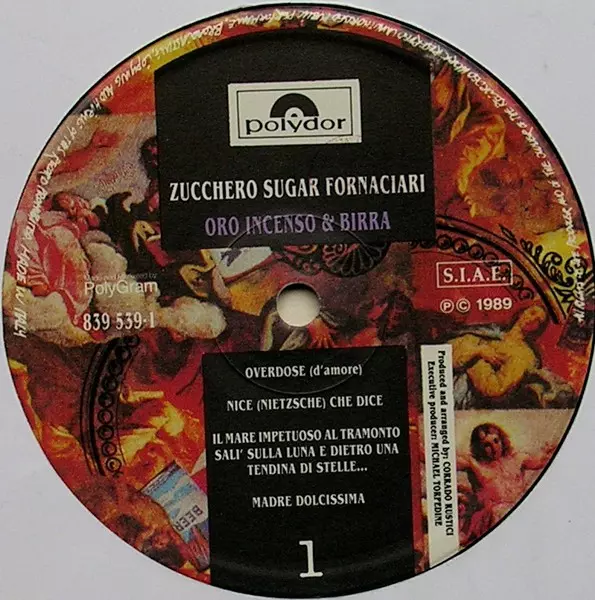 polydor
ZUCCHERO SUGAR FORNACIARI
ORO INCENSO & BIRRA
PolyGram
839 539-1
S.I.A.E.
Ⓟ © 1989
OVERDOSE (d'amore)
NICE (NIETZSCHE) CHE DICE
IL MARE IMPETUOSO AL TRAMONTO
SALI' SULLA LUNA E DIETRO UNA
TENDINA DI STELLE...
MADRE DOLCISSIMA
1
Produced and arranged by: CORRADO RUSTICI
Executive producer: MICHAEL TORPEDINE
BEER
MADE IN ITALY